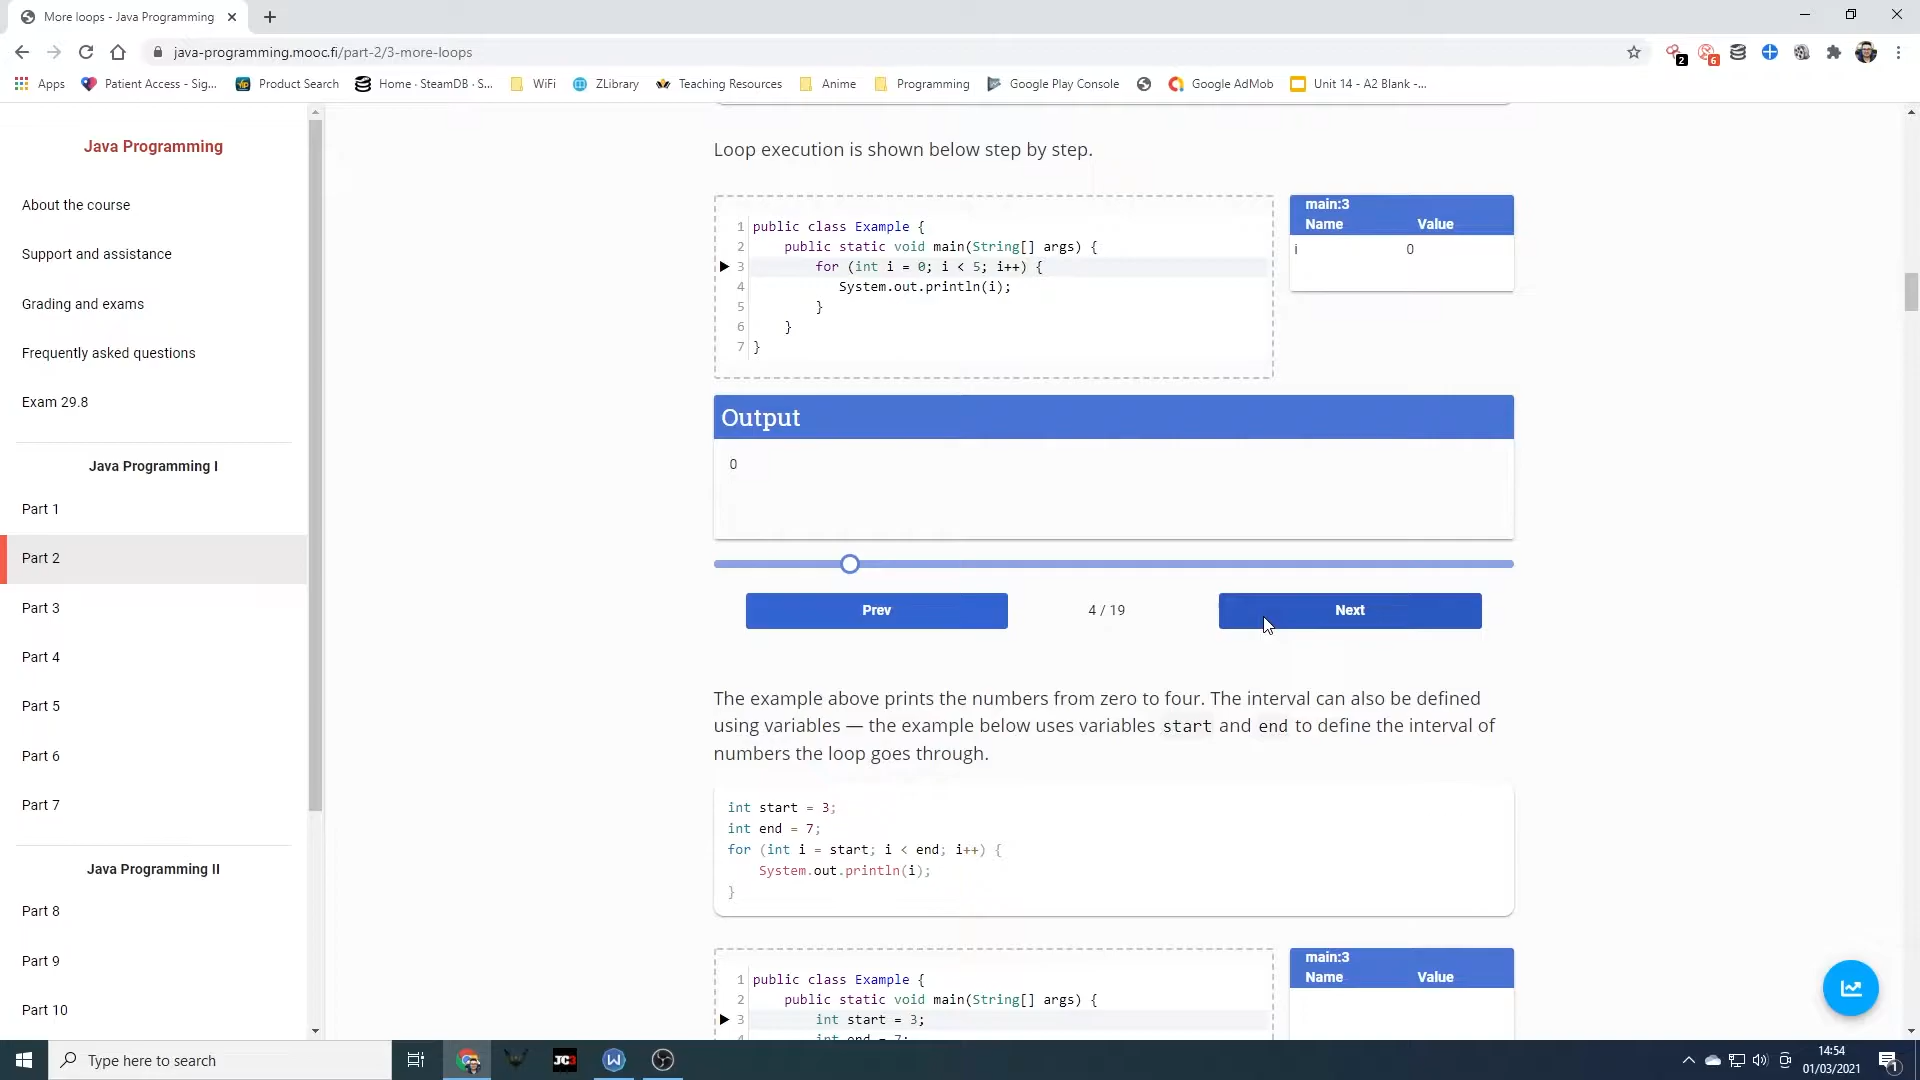 More loops - Java Programming
java-programming.mooc.fi/part-2/3-more-loops
2
6
Apps
Patient Access - Sig...
Product Search
Home · SteamDB · S...
WiFi
ZLibrary
Teaching Resources
Anime
Programming
Google Play Console
Google AdMob
Unit 14 - A2 Blank -...
Java Programming
About the course
Support and assistance
Grading and exams
Frequently asked questions
Exam 29.8
Java Programming I
Part 1
Part 2
Part 3
Part 4
Part 5
Part 6
Part 7
Java Programming II
Part 8
Part 9
Part 10
Loop execution is shown below step by step.
1 public class Example {
2 public static void main(String[] args) {
3 for (int i = 0; i < 5; i++) {
4 System.out.println(i);
5 }
6 }
7 }
main:3
Name Value
i 0
Output
0
Prev 4 / 19 Next
The example above prints the numbers from zero to four. The interval can also be defined
using variables — the example below uses variables start and end to define the interval of
numbers the loop goes through.
int start = 3;
int end = 7;
for (int i = start; i < end; i++) {
System.out.println(i);
}
1 public class Example {
2 public static void main(String[] args) {
3 int start = 3;
4 int end = 7;
main:3
Name Value
Type here to search
JC3
W
14:54
01/03/2021
1